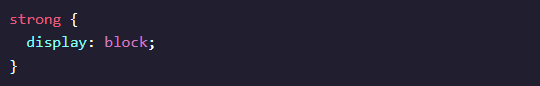 strong {
  display: block;
}